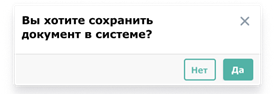 Вы хотите сохранить
документ в системе?
Нет
Да